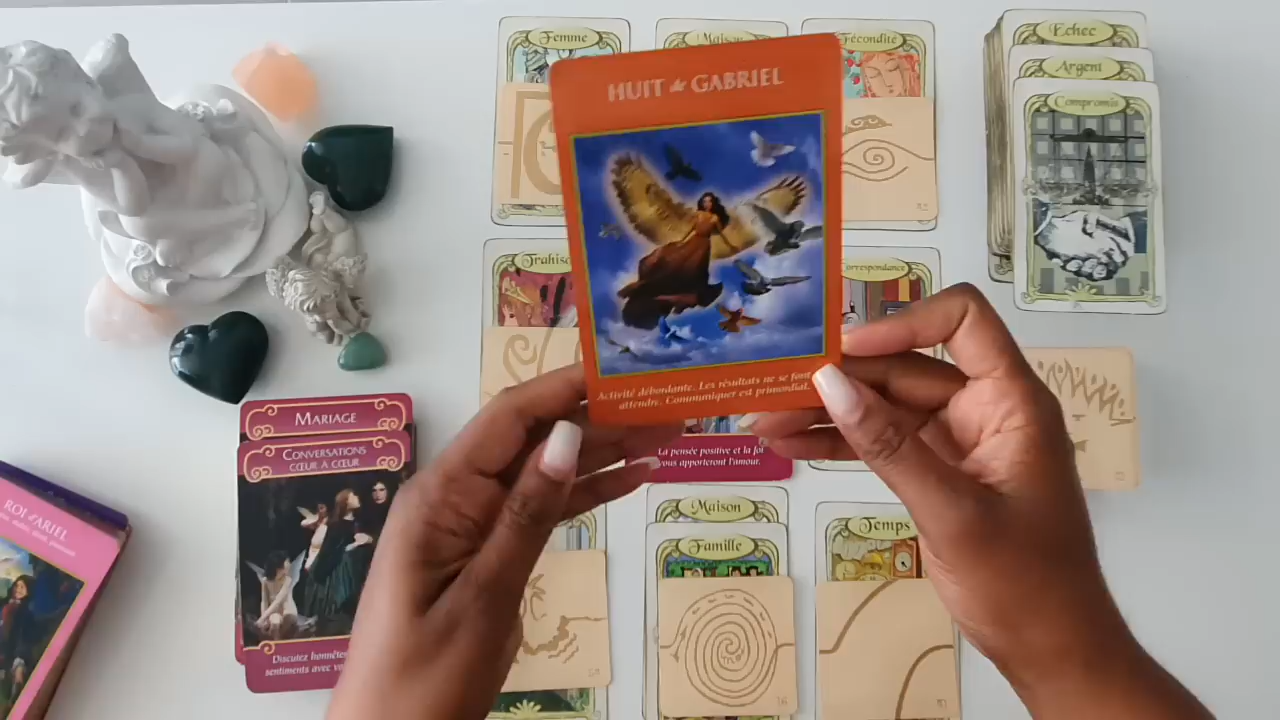 Femme
Maison
Fécondité
Echec
Argent
Compromis
HUIT de GABRIEL
Activité débordante. Les résultats ne se font
attendre. Communiquer est primordial.
Trahiso
Correspondance
La pensée positive et la foi
vous apporteront l'amour.
MARIAGE
CONVERSATIONS
CŒUR À CŒUR
Discutez honnête
sentiments avec vo
ROI d'ARIEL
Maison
Famille
Temps